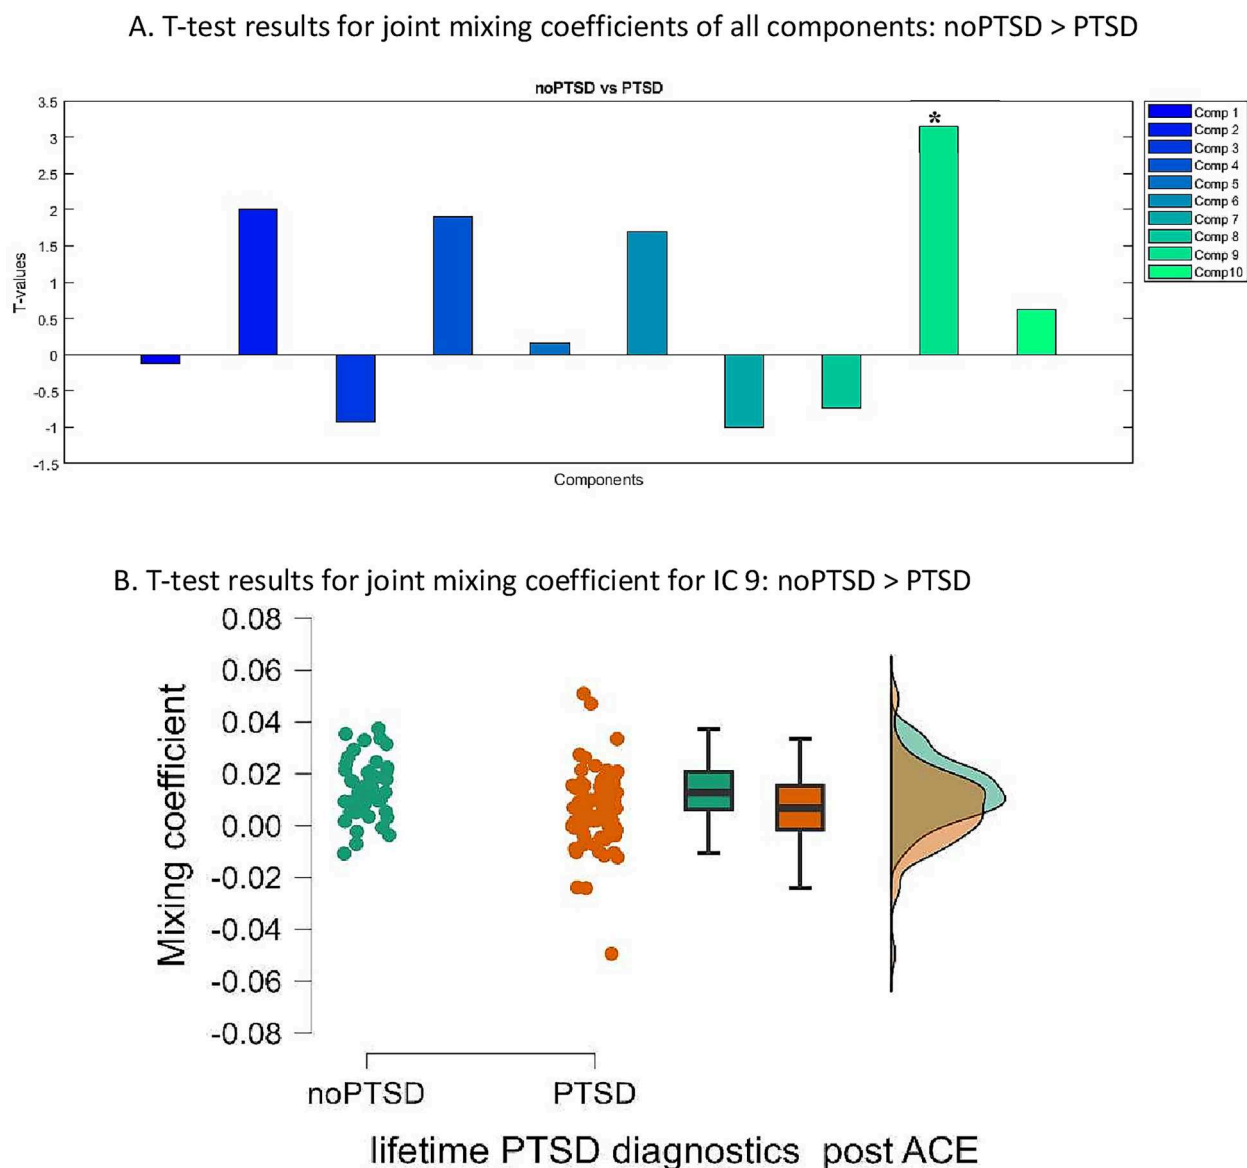 A. T-test results for joint mixing coefficients of all components: noPTSD > PTSD
noPTSD vs PTSD
3.5
3
2.5
2
1.5
1
0.5
0
-0.5
-1
-1.5
T-values
Components
*
Comp 1
Comp 2
Comp 3
Comp 4
Comp 5
Comp 6
Comp 7
Comp 8
Comp 9
Comp10
B. T-test results for joint mixing coefficient for IC 9: noPTSD > PTSD
0.08
0.06
0.04
0.02
0.00
-0.02
-0.04
-0.06
-0.08
Mixing coefficient
noPTSD PTSD
lifetime PTSD diagnostics post ACE